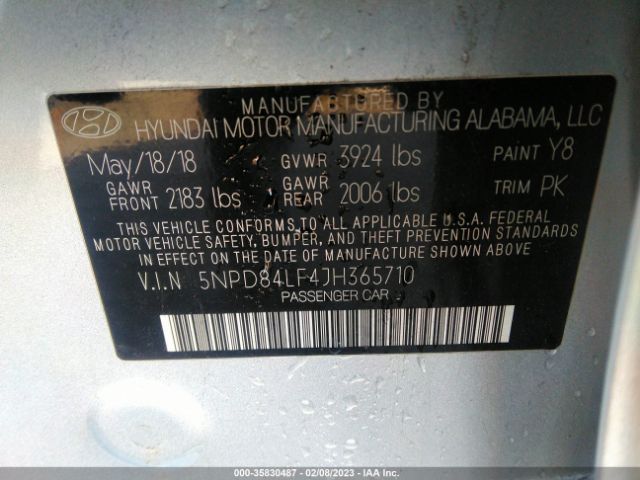 MANUFACTURED BY
HYUNDAI MOTOR MANUFACTURING ALABAMA, LLC
May/18/18 GVWR 3924 lbs PAINT Y8
GAWR FRONT 2183 lbs GAWR REAR 2006 lbs TRIM PK
THIS VEHICLE CONFORMS TO ALL APPLICABLE U.S.A. FEDERAL
MOTOR VEHICLE SAFETY, BUMPER, AND THEFT PREVENTION STANDARDS
IN EFFECT ON THE DATE OF MANUFACTURE SHOWN ABOVE.
V.I.N 5NPD84LF4JH365710
PASSENGER CAR
000-35830487 - 02/08/2023 - IAA Inc.